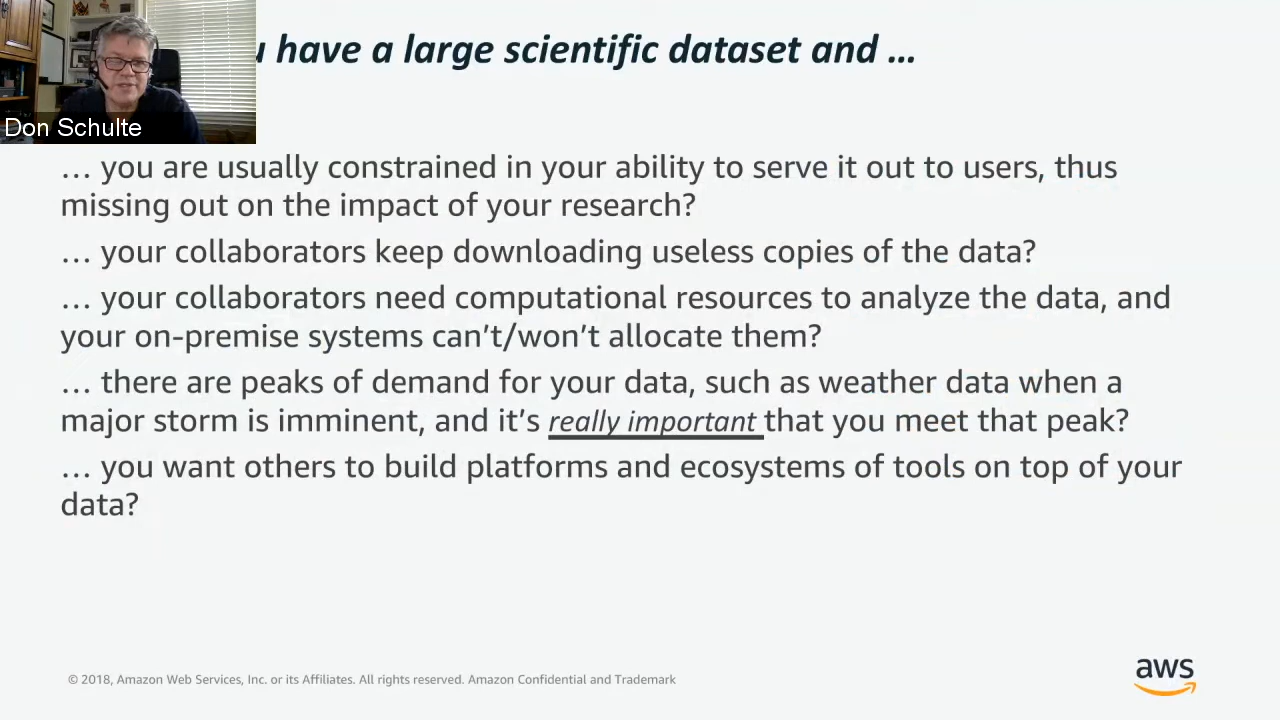 have a large scientific dataset and …
Don Schulte
… you are usually constrained in your ability to serve it out to users, thus
missing out on the impact of your research?
… your collaborators keep downloading useless copies of the data?
… your collaborators need computational resources to analyze the data, and
your on-premise systems can’t/won’t allocate them?
… there are peaks of demand for your data, such as weather data when a
major storm is imminent, and it’s really important that you meet that peak?
… you want others to build platforms and ecosystems of tools on top of your
data?
© 2018, Amazon Web Services, Inc. or its Affiliates. All rights reserved. Amazon Confidential and Trademark
aws